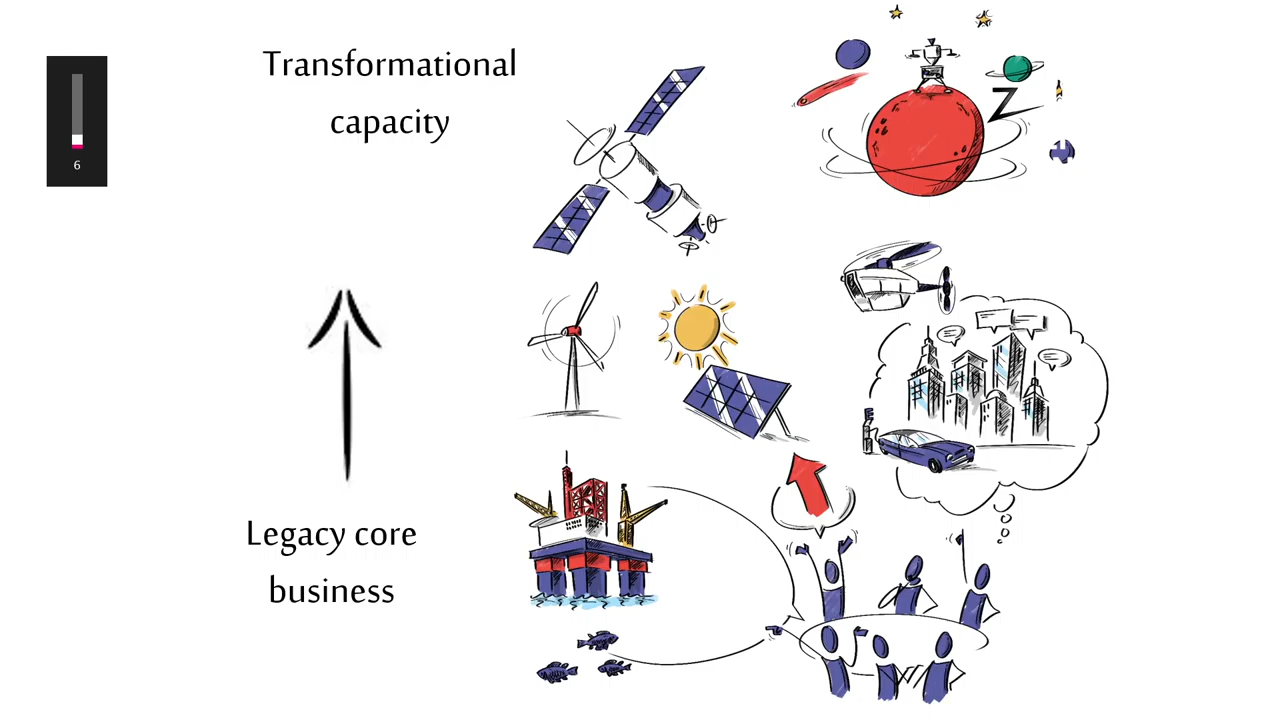 Transformational
capacity
6
Z
E
Legacy core
business